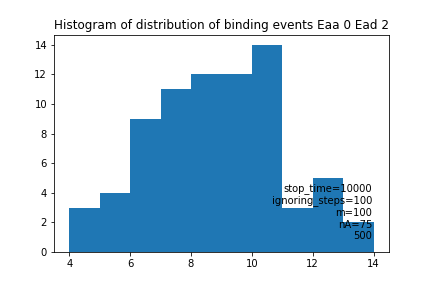 Histogram of distribution of binding events Eaa 0 Ead 2
14
12
10
8
6
4
2
0
stop_time=10000
ignoring_steps=100
m=100
nA=75
500
4 6 8 10 12 14